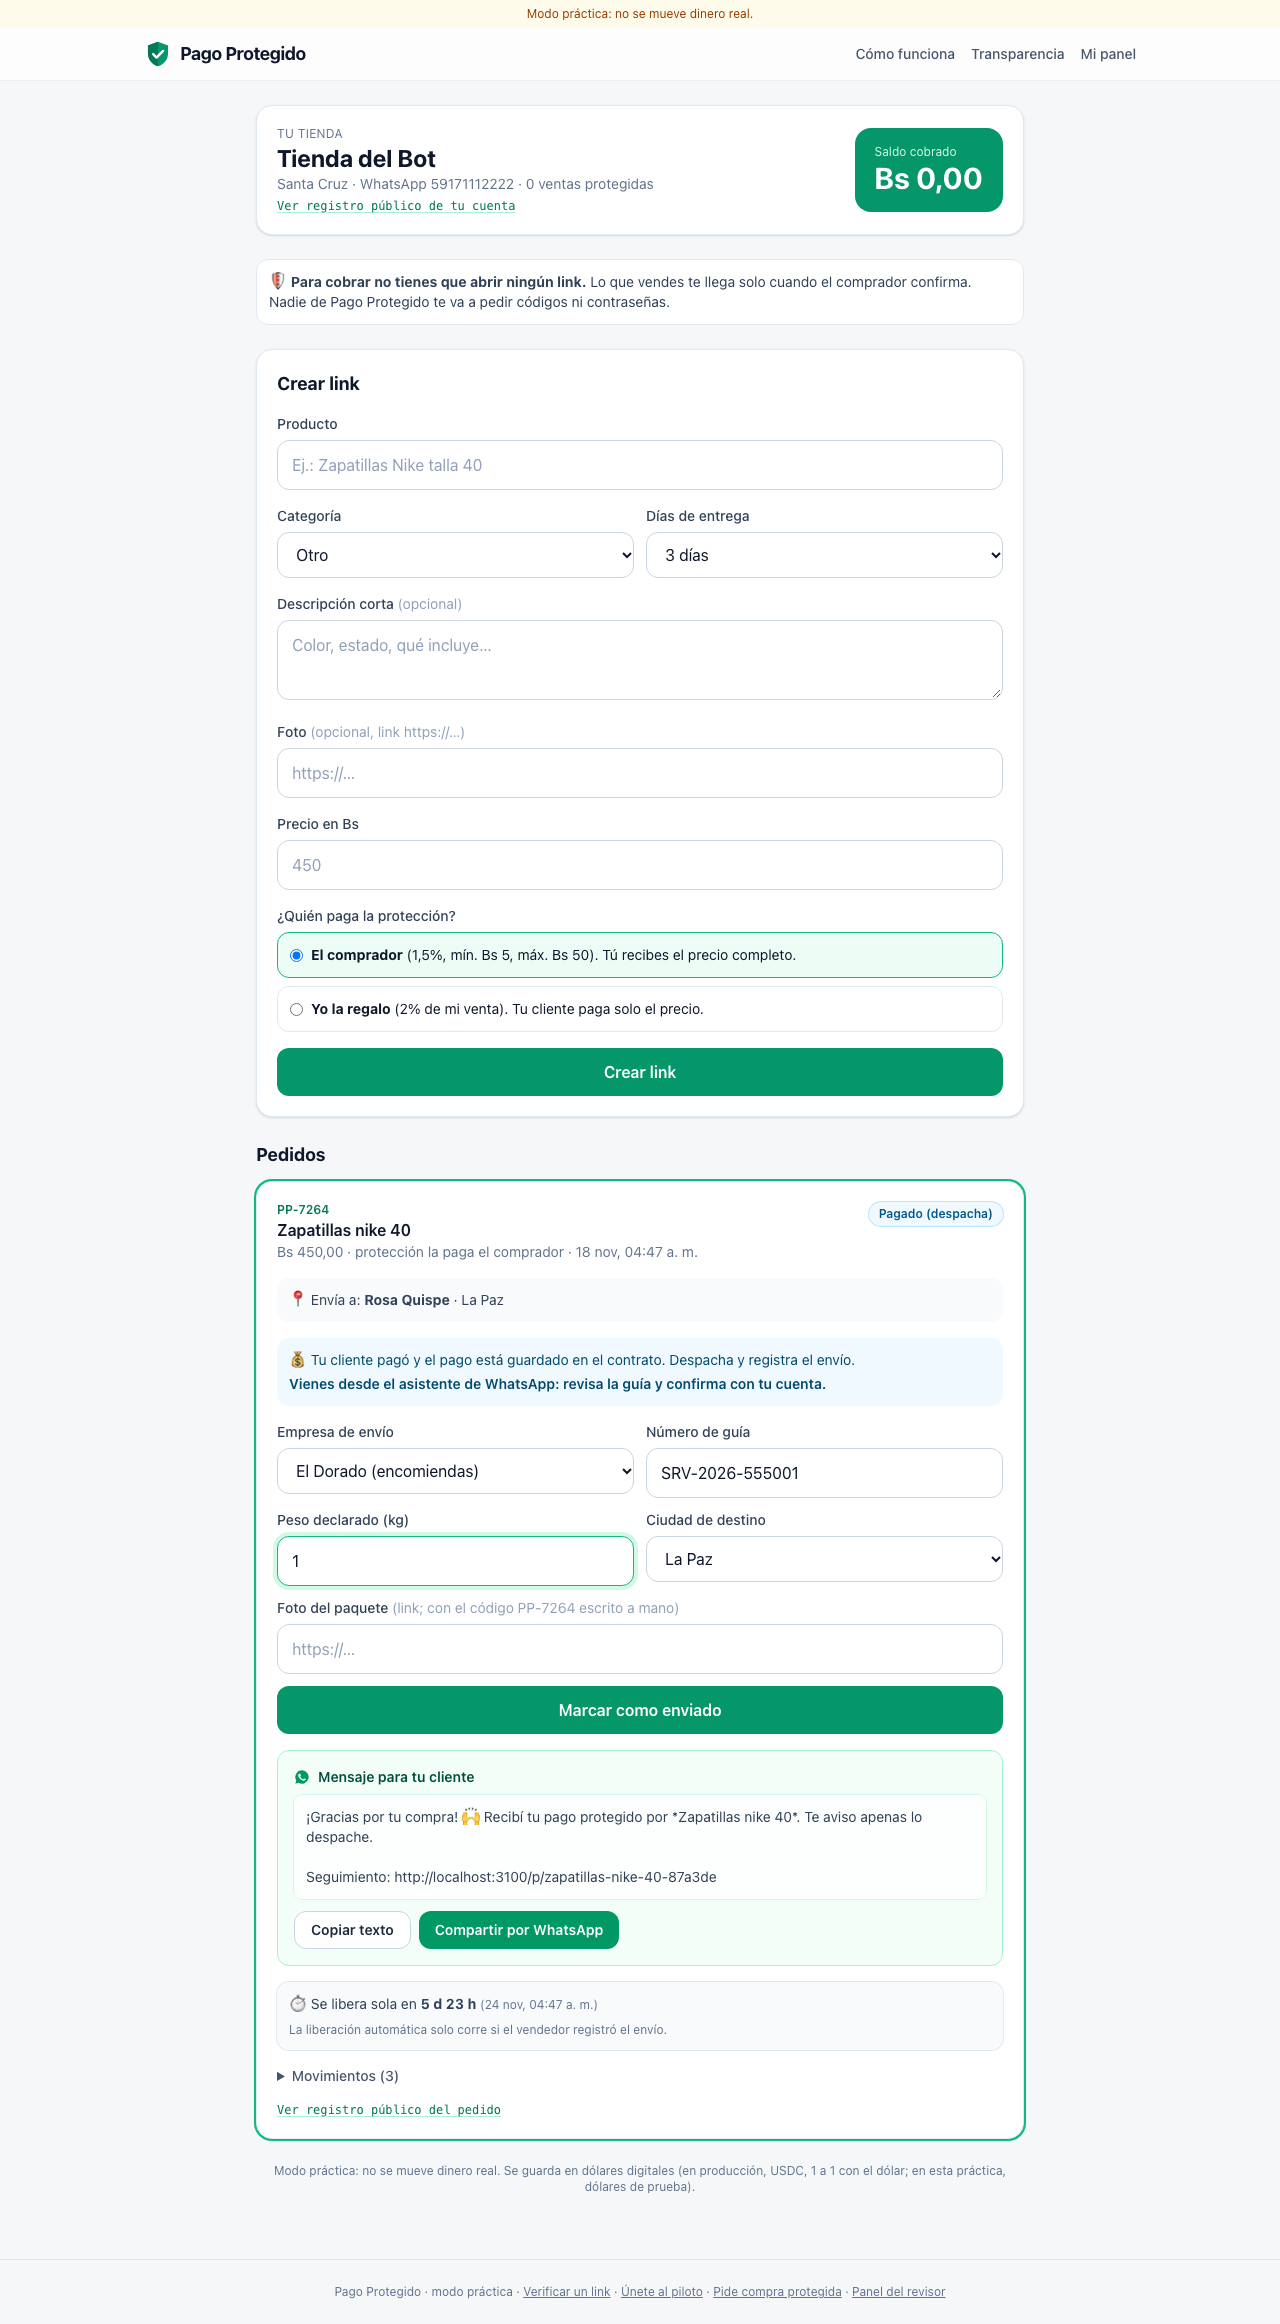 Modo práctica: no se mueve dinero real.
Pago Protegido
Cómo funciona Transparencia Mi panel
TU TIENDA
Tienda del Bot
Santa Cruz · WhatsApp 59171112222 · 0 ventas protegidas
Ver registro público de tu cuenta
Saldo cobrado
Bs 0,00
Para cobrar no tienes que abrir ningún link. Lo que vendes te llega solo cuando el comprador confirma.
Nadie de Pago Protegido te va a pedir códigos ni contraseñas.
Crear link
Producto
Ej.: Zapatillas Nike talla 40
Categoría
Otro
Días de entrega
3 días
Descripción corta (opcional)
Color, estado, qué incluye...
Foto (opcional, link https://...)
https://...
Precio en Bs
450
¿Quién paga la protección?
El comprador (1,5%, mín. Bs 5, máx. Bs 50). Tú recibes el precio completo.
Yo la regalo (2% de mi venta). Tu cliente paga solo el precio.
Crear link
Pedidos
PP-7264
Zapatillas nike 40
Bs 450,00 · protección la paga el comprador · 18 nov, 04:47 a. m.
Pagado (despacha)
Envía a: Rosa Quispe · La Paz
Tu cliente pagó y el pago está guardado en el contrato. Despacha y registra el envío.
Vienes desde el asistente de WhatsApp: revisa la guía y confirma con tu cuenta.
Empresa de envío
El Dorado (encomiendas)
Número de guía
SRV-2026-555001
Peso declarado (kg)
1
Ciudad de destino
La Paz
Foto del paquete (link; con el código PP-7264 escrito a mano)
https://...
Marcar como enviado
Mensaje para tu cliente
¡Gracias por tu compra! 🙌 Recibí tu pago protegido por *Zapatillas nike 40*. Te aviso apenas lo
despache.
Seguimiento: http://localhost:3100/p/zapatillas-nike-40-87a3de
Copiar texto
Compartir por WhatsApp
Se libera sola en 5 d 23 h (24 nov, 04:47 a. m.)
La liberación automática solo corre si el vendedor registró el envío.
Movimientos (3)
Ver registro público del pedido
Modo práctica: no se mueve dinero real. Se guarda en dólares digitales (en producción, USDC, 1 a 1 con el dólar; en esta práctica,
dólares de prueba).
Pago Protegido · modo práctica · Verificar un link · Únete al piloto · Pide compra protegida · Panel del revisor